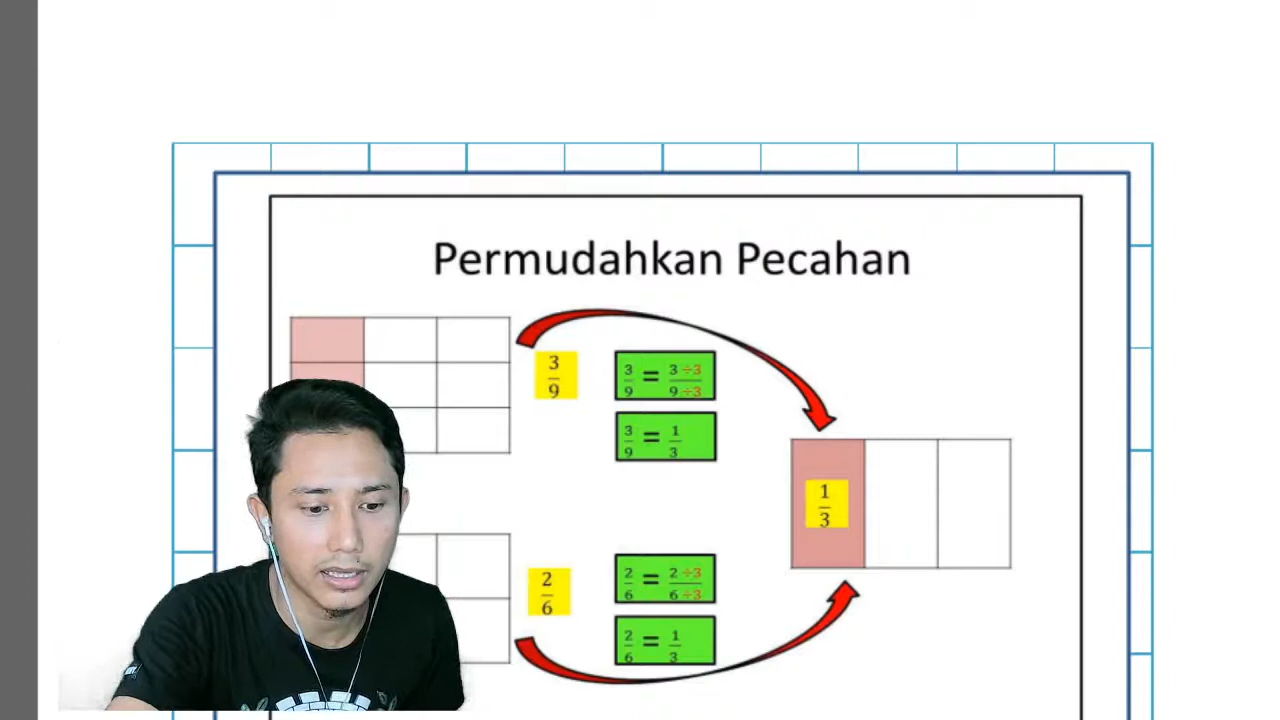 Permudahkan Pecahan
3/9
3/9 = 3 ÷3/9 ÷3
3/9 = 1/3
1/3
2/6
2/6 = 2 ÷3/6 ÷3
2/6 = 1/3